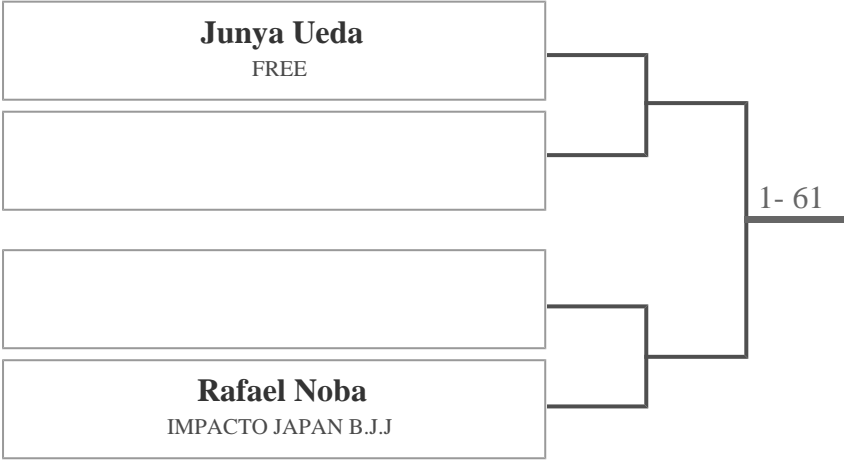 Junya Ueda
FREE
1- 61
Rafael Noba
IMPACTO JAPAN B.J.J